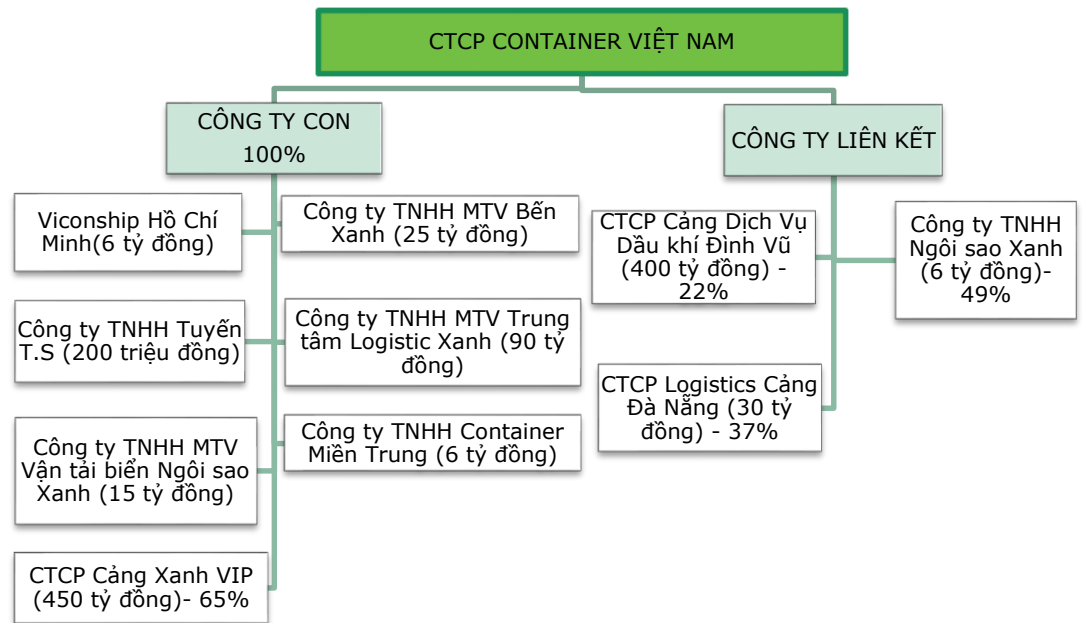 CTCP CONTAINER VIỆT NAM
CÔNG TY CON
100%
CÔNG TY LIÊN KẾT
Viconship Hồ Chí
Minh(6 tỷ đồng)
Công ty TNHH MTV Bến
Xanh (25 tỷ đồng)
Công ty TNHH Tuyến
T.S (200 triệu đồng)
Công ty TNHH MTV Trung
tâm Logistic Xanh (90 tỷ
đồng)
Công ty TNHH MTV
Vận tải biển Ngôi sao
Xanh (15 tỷ đồng)
Công ty TNHH Container
Miền Trung (6 tỷ đồng)
CTCP Cảng Xanh VIP
(450 tỷ đồng)- 65%
CTCP Cảng Dịch Vụ
Dầu khí Đình Vũ
(400 tỷ đồng) -
22%
Công ty TNHH
Ngôi sao Xanh
(6 tỷ đồng)-
49%
CTCP Logistics Cảng
Đà Nẵng (30 tỷ
đồng) - 37%